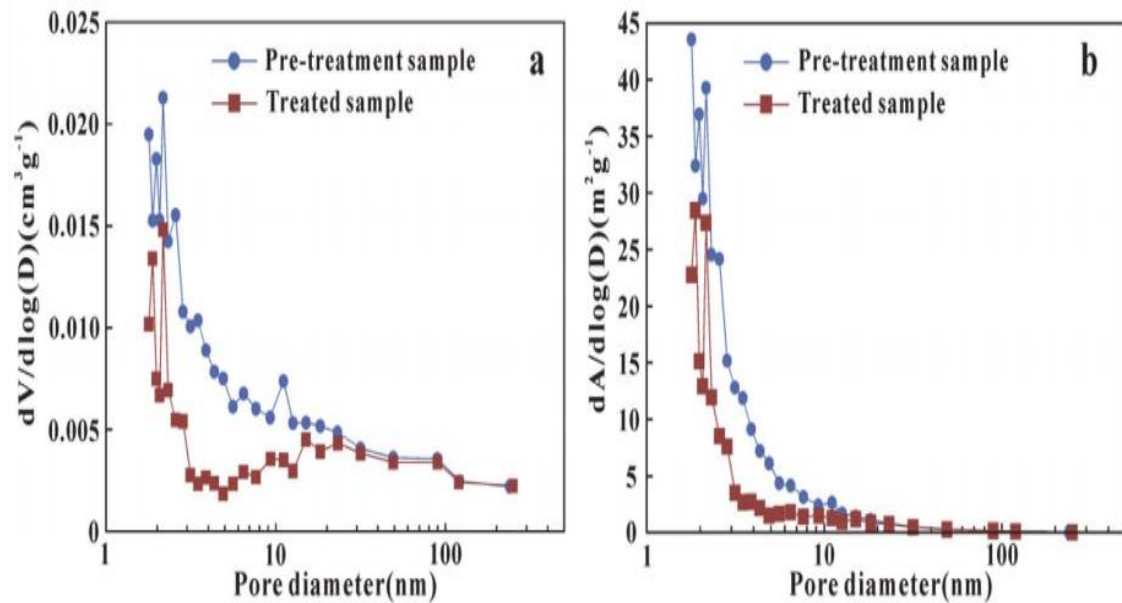 0.025
0.020
0.015
0.010
0.005
0
dV/dlog(D)(cm³g⁻¹)
Pre-treatment sample
Treated sample
a
1
10
100
Pore diameter(nm)
45
40
35
30
25
20
15
10
5
0
dA/dlog(D)(m²g⁻¹)
Pre-treatment sample
Treated sample
b
1
10
100
Pore diameter(nm)